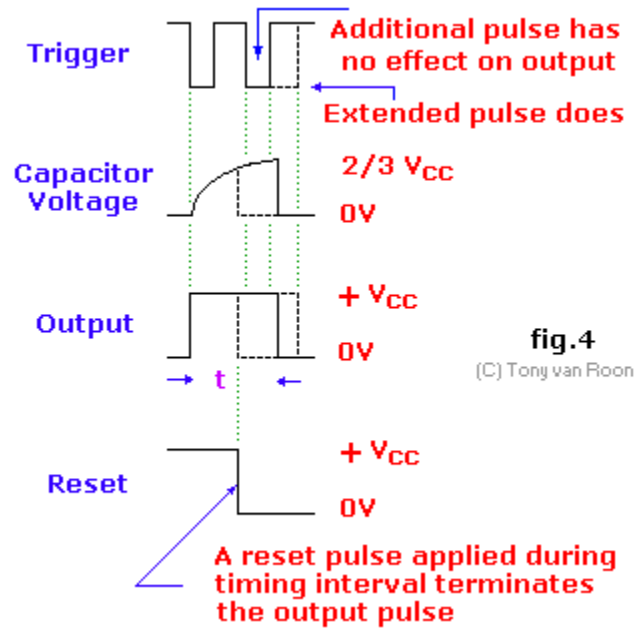 Trigger
Additional pulse has
no effect on output
Extended pulse does
Capacitor
Voltage
2/3 VCC
0V
Output
+ VCC
0V
t
fig.4
(C) Tony van Roon
Reset
+ VCC
0V
A reset pulse applied during
timing interval terminates
the output pulse